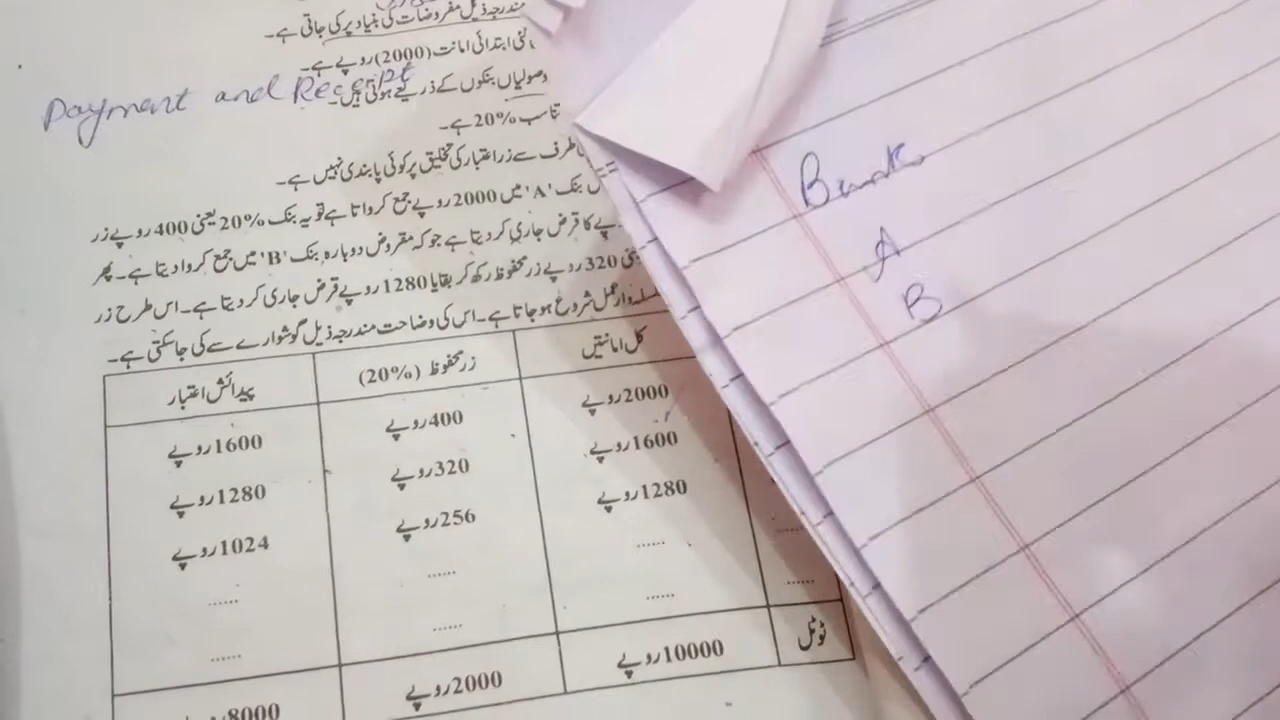 مندرجہ ذیل مفروضات کی بنیاد پر کی جاتی ہے۔
ابتدائی امانت (2000) روپے ہے۔
وصولیاں بنکوں کے ذریعے ہوتی ہیں۔
Payment and Receipt
تناسب %20 ہے۔
طرف سے زر اعتبار کی تخلیق پر کوئی پابندی نہیں ہے۔
بنک 'A' میں 2000 روپے جمع کرواتا ہے تو یہ بنک %20 یعنی 400 روپے زر
کا قرض جاری کر دیتا ہے جو کہ مقروض دوبارہ بنک 'B' میں جمع کروا دیتا ہے۔ پھر
320 روپے زر محفوظ رکھ کر بقایا 1280 روپے قرض جاری کر دیتا ہے۔ اس طرح زر
عمل شروع ہو جاتا ہے۔ اس کی وضاحت مندرجہ ذیل گوشوارے سے کی جا سکتی ہے۔
کل امانتیں زر محفوظ (%20) پیدائش اعتبار
2000 روپے 400 روپے 1600 روپے
1600 روپے 320 روپے 1280 روپے
1280 روپے 256 روپے 1024 روپے
...... ...... ...... ......
...... ...... ...... ......
ٹوٹل 10000 روپے 2000 روپے 8000 روپے
Bank
A
B